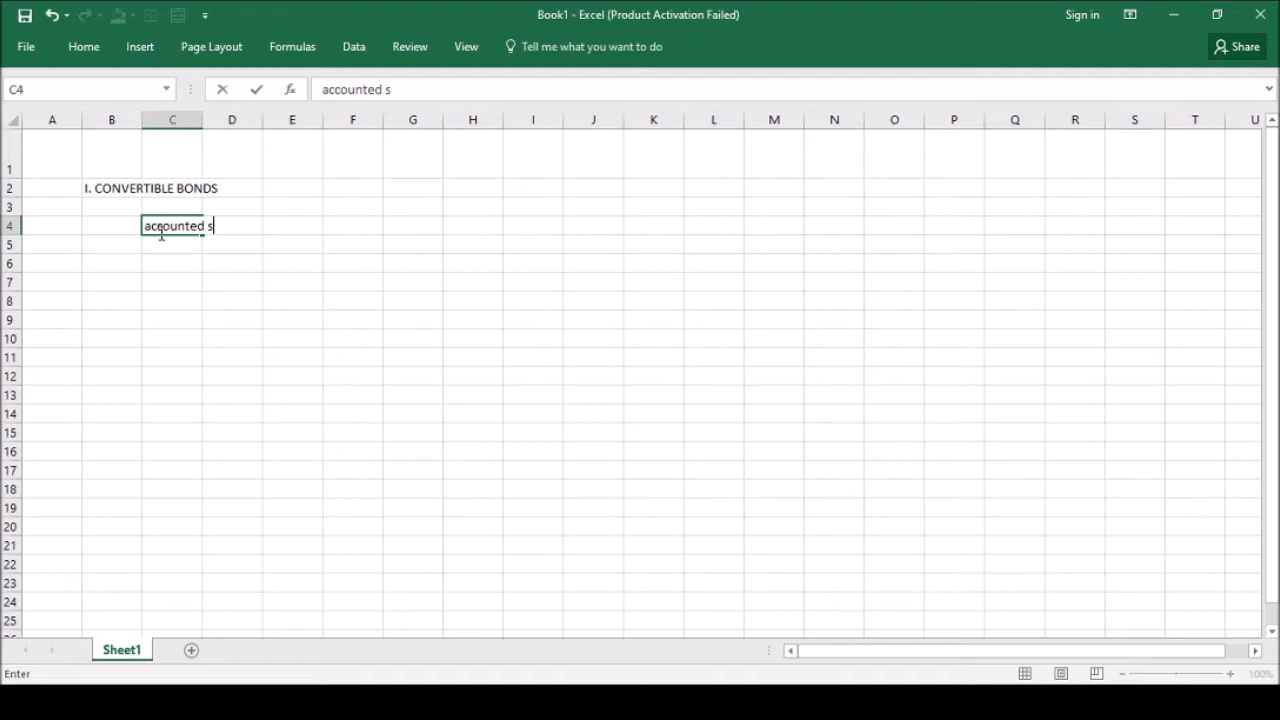 Book1 - Excel (Product Activation Failed)
Sign in
File Home Insert Page Layout Formulas Data Review View Tell me what you want to do Share
C4 fx accounted s
A B C D E F G H I J K L M N O P Q R S T U
1
2 I. CONVERTIBLE BONDS
3
4 accounted s
5
6
7
8
9
10
11
12
13
14
15
16
17
18
19
20
21
22
23
24
25
Sheet1
Enter 100%